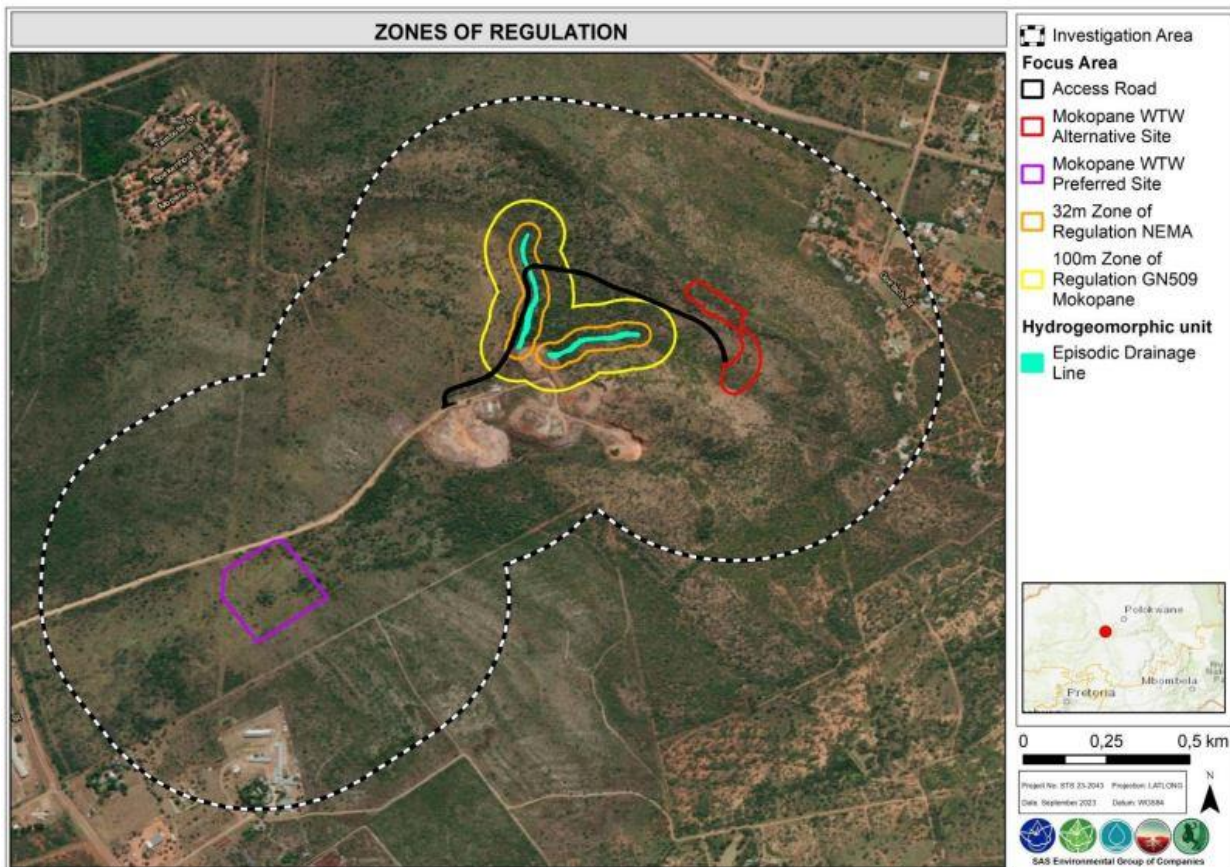 ZONES OF REGULATION
Investigation Area
Focus Area
Access Road
Mokopane WTW
Alternative Site
Mokopane WTW
Preferred Site
32m Zone of
Regulation NEMA
100m Zone of
Regulation GN509
Mokopane
Hydrogeomorphic unit
Episodic Drainage
Line
Polokwane
Mbombela
Pretoria
0 0,25 0,5 km
Project No: STS 23-2043 Projection: LATLONG
Date: September 2023 Datum: WGS84
N
SAS Environmental Group of Companies